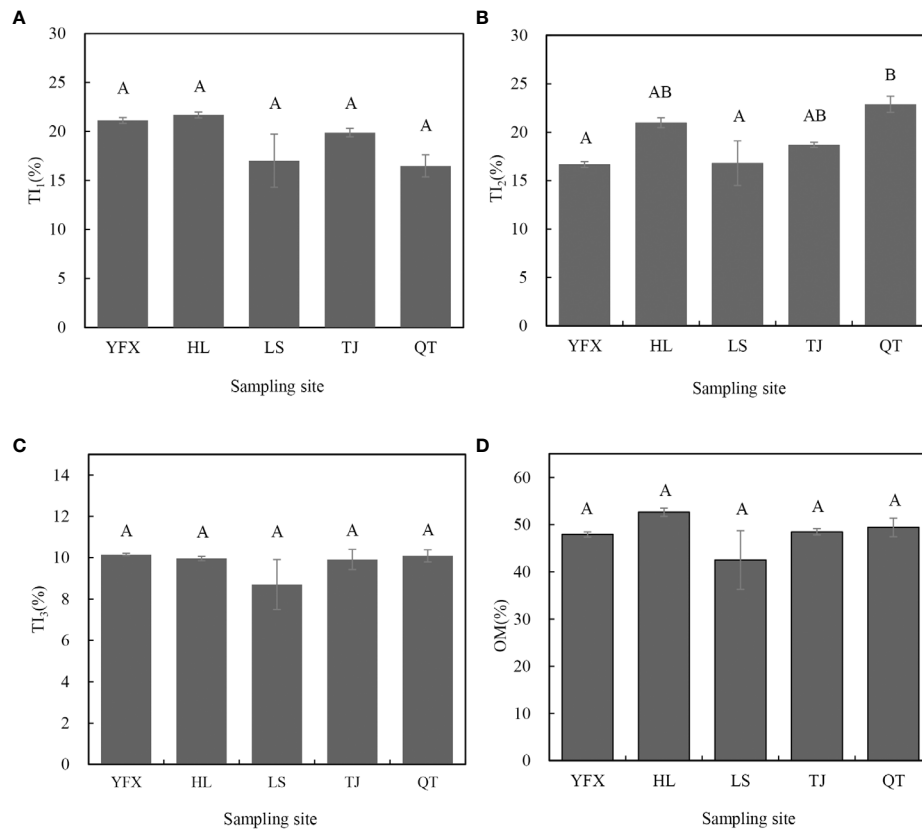 A
30
25
20
15
10
5
0
TI₁(%)
A A A A A
YFX HL LS TJ QT
Sampling site
B
30
25
20
15
10
5
0
TI₂(%)
A AB A AB B
YFX HL LS TJ QT
Sampling site
C
14
12
10
8
6
4
2
0
TI₃(%)
A A A A A
YFX HL LS TJ QT
Sampling site
D
60
50
40
30
20
10
0
OM(%)
A A A A A
YFX HL LS TJ QT
Sampling site